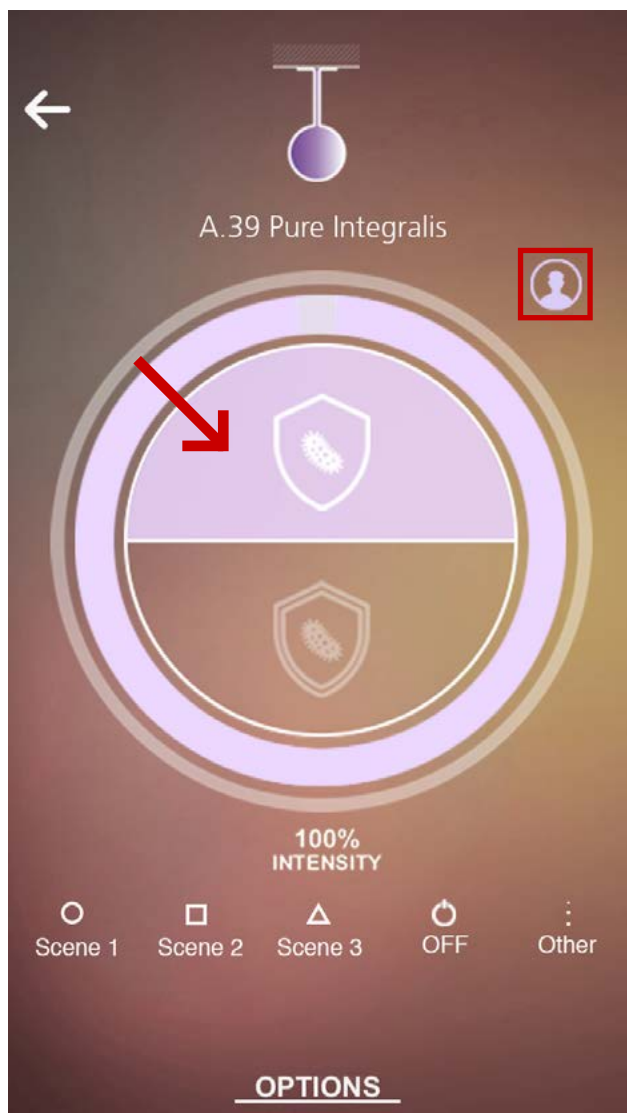 A.39 Pure Integralis
100%
INTENSITY
Scene 1 Scene 2 Scene 3 OFF Other
OPTIONS